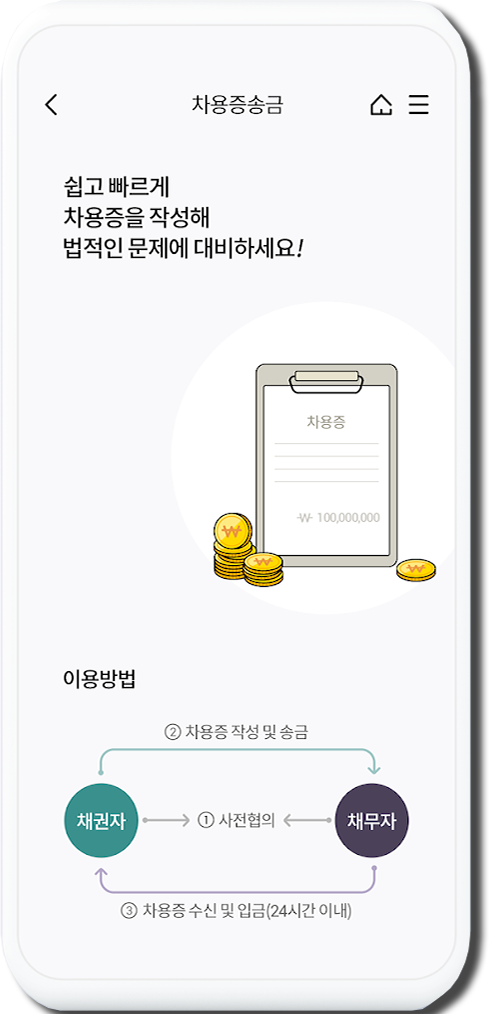 차용증송금
쉽고 빠르게
차용증을 작성해
법적인 문제에 대비하세요!
차용증
₩ 100,000,000
이용방법
② 차용증 작성 및 송금
채권자
① 사전협의
채무자
③ 차용증 수신 및 입금(24시간 이내)